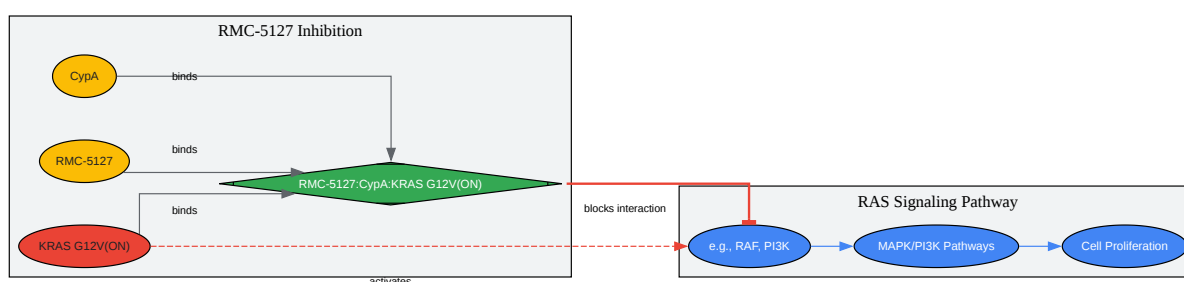 RMC-5127 Inhibition
CypA
binds
RMC-5127
binds
RMC-5127:CypA:KRAS G12V(ON)
binds
KRAS G12V(ON)
activates
blocks interaction
RAS Signaling Pathway
e.g., RAF, PI3K
MAPK/PI3K Pathways
Cell Proliferation